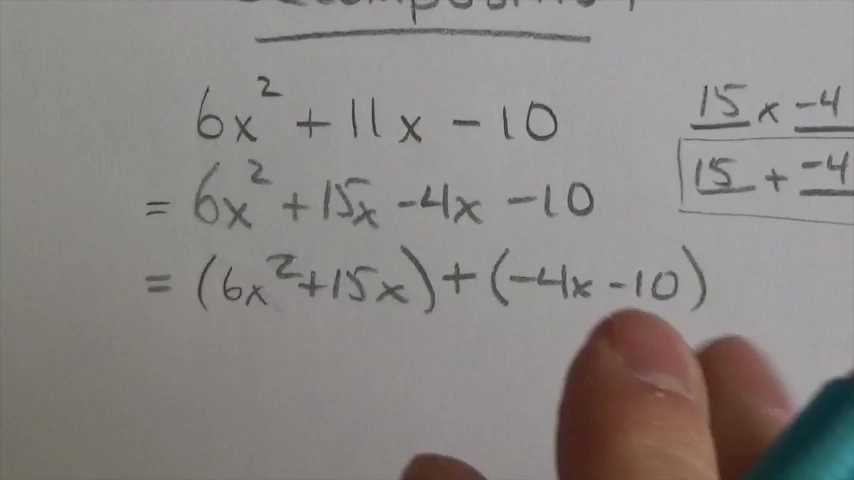 6x² + 11x - 10
= 6x² + 15x - 4x - 10
= (6x² + 15x) + (-4x - 10)
15 x -4
15 + -4